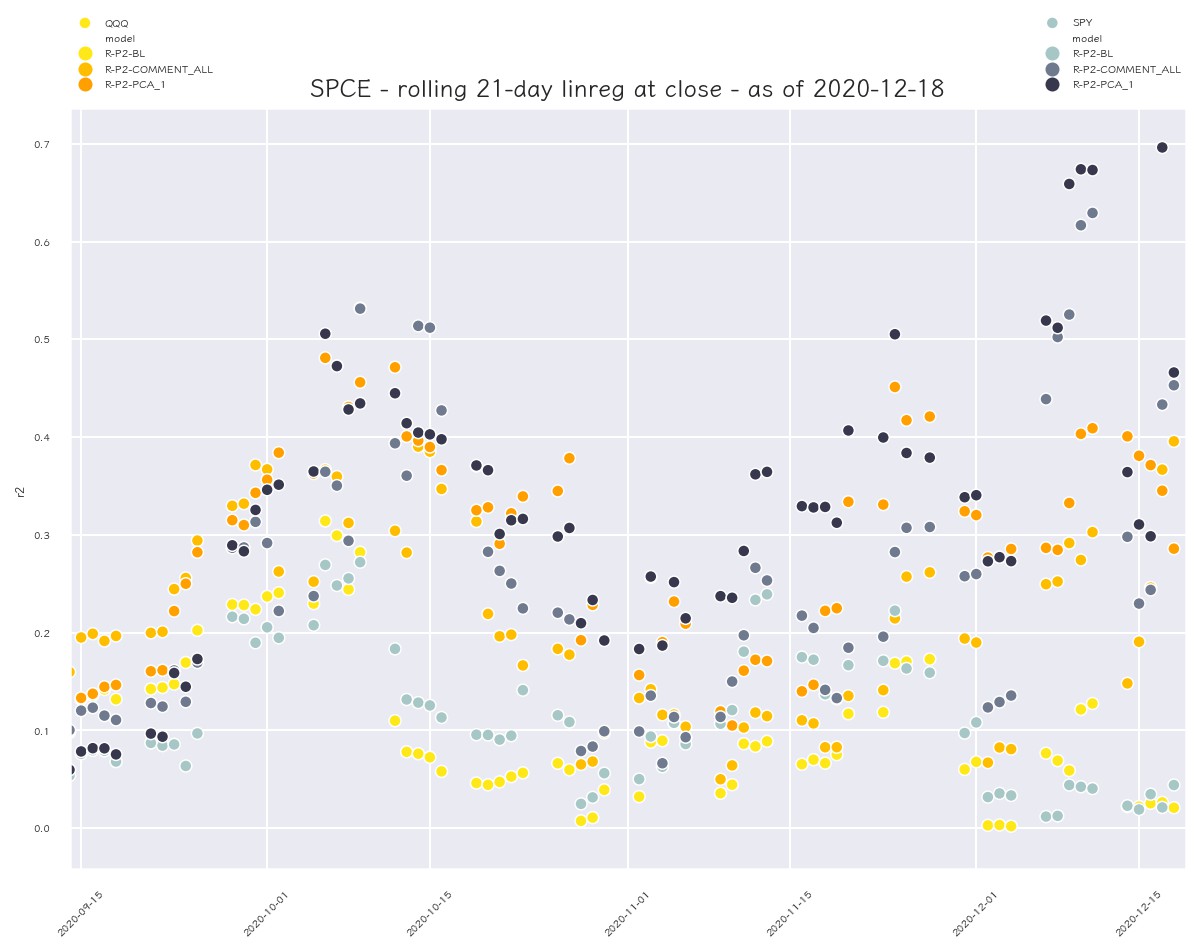 QQQ
model
R-P2-BL
R-P2-COMMENT_ALL
R-P2-PCA_1
SPY
model
R-P2-BL
R-P2-COMMENT_ALL
R-P2-PCA_1
SPCE - rolling 21-day linreg at close - as of 2020-12-18
r2
0.7
0.6
0.5
0.4
0.3
0.2
0.1
0.0
2020-09-15
2020-10-01
2020-10-15
2020-11-01
2020-11-15
2020-12-01
2020-12-15